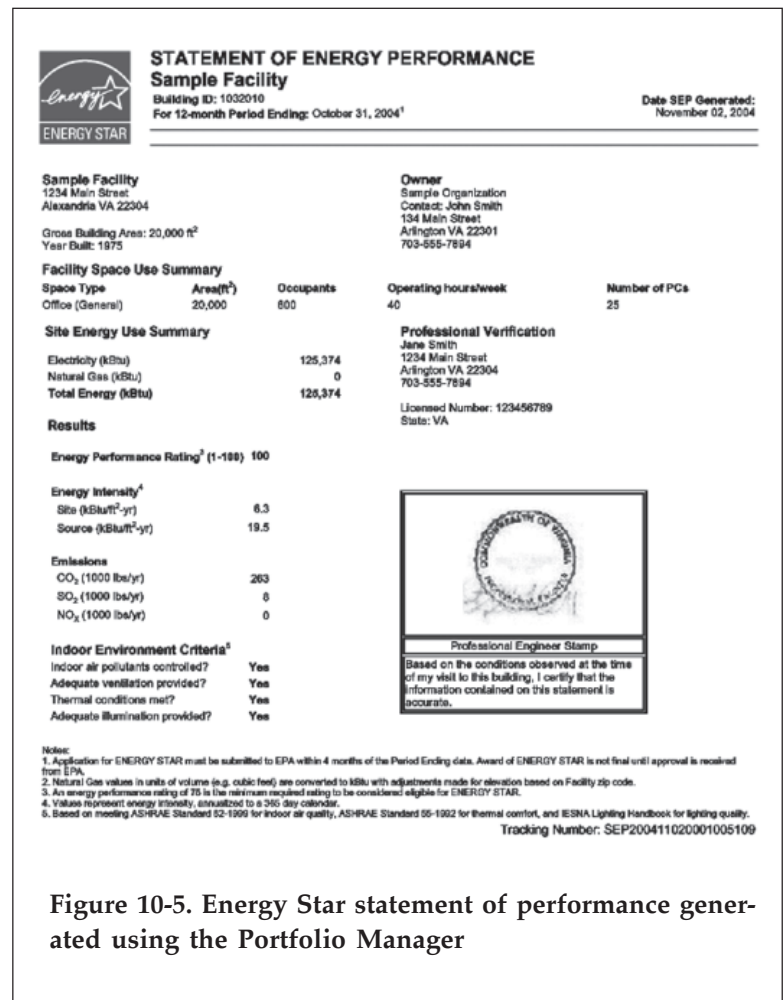 energy
ENERGY STAR
STATEMENT OF ENERGY PERFORMANCE
Sample Facility
Building ID: 1032010
For 12-month Period Ending: October 31, 2004¹
Date SEP Generated:
November 02, 2004
Sample Facility
1234 Main Street
Alexandria VA 22304
Gross Building Area: 20,000 ft²
Year Built: 1975
Owner
Sample Organization
Contact: John Smith
134 Main Street
Arlington VA 22301
703-555-7894
Facility Space Use Summary
Space Type Area(ft²) Occupants Operating hours/week Number of PCs
Office (General) 20,000 600 40 25
Site Energy Use Summary
Electricity (kBtu) 125,374
Natural Gas (kBtu) 0
Total Energy (kBtu) 125,374
Professional Verification
Jane Smith
1234 Main Street
Arlington VA 22304
703-555-7894
Licensed Number: 123456789
State: VA
Results
Energy Performance Rating³ (1-100) 100
Energy Intensity⁴
Site (kBtu/ft²-yr) 6.3
Source (kBtu/ft²-yr) 19.5
Emissions
CO₂ (1000 lbs/yr) 263
SO₂ (1000 lbs/yr)
NOₓ (1000 lbs/yr) 0
Indoor Environment Criteria⁵
Indoor air pollutants controlled? Yes
Adequate ventilation provided? Yes
Thermal conditions met? Yes
Adequate illumination provided? Yes
COMMONWEALTH OF VIRGINIA
Professional Engineer Stamp
Based on the conditions observed at the time
of my visit to this building, I certify that the
information contained on this statement is
accurate.
Notes:
1. Application for ENERGY STAR must be submitted to EPA within 4 months of the Period Ending date. Award of ENERGY STAR is not final until approval is received
from EPA.
2. Natural Gas values in units of volume (e.g. cubic feet) are converted to kBtu with adjustments made for elevation based on Facility zip code.
3. An energy performance rating of 75 is the minimum required rating to be considered eligible for ENERGY STAR.
4. Values represent energy intensity, annualized to a 365 day calendar.
5. Based on meeting ASHRAE Standard 62-1999 for indoor air quality, ASHRAE Standard 55-1992 for thermal comfort, and IESNA Lighting Handbook for lighting quality.
Tracking Number: SEP200411020001005109
Figure 10-5. Energy Star statement of performance gener-
ated using the Portfolio Manager